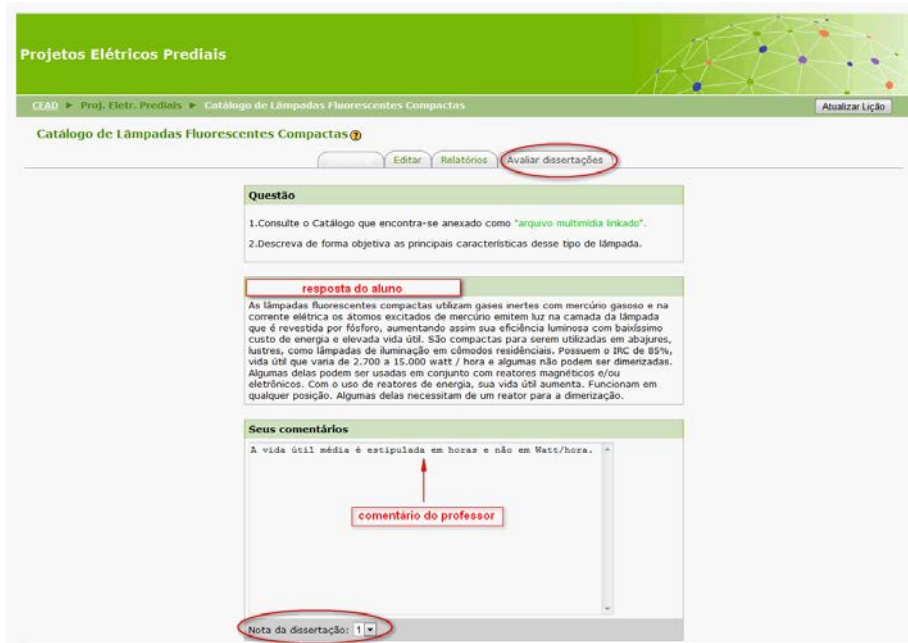 Projetos Elétricos Prediais
CEAD ► Proj. Eletr. Prediais ► Catálogo de Lâmpadas Fluorescentes Compactas
Atualizar Lição
Catálogo de Lâmpadas Fluorescentes Compactas
Editar Relatórios Avaliar dissertações
Questão
1.Consulte o Catálogo que encontra-se anexado como "arquivo multimídia linkado".
2.Descreva de forma objetiva as principais características desse tipo de lâmpada.
resposta do aluno
As lâmpadas fluorescentes compactas utilizam gases inertes com mercúrio gasoso e na
corrente elétrica os átomos excitados de mercúrio emitem luz na camada da lâmpada
que é revestida por fósforo, aumentando assim sua eficiência luminosa com baixíssimo
custo de energia e elevada vida útil. São compactas para serem utilizadas em abajures,
lustres, como lâmpadas de iluminação em cômodos residênciais. Possuem o IRC de 85%,
vida útil que varia de 2.700 a 15.000 watt / hora e algumas não podem ser dimerizadas.
Algumas delas podem ser usadas em conjunto com reatores magnéticos e/ou
eletrônicos. Com o uso de reatores de energia, sua vida útil aumenta. Funcionam em
qualquer posição. Algumas delas necessitam de um reator para a dimerização.
Seus comentários
A vida útil média é estipulada em horas e não em Watt/hora.
comentário do professor
Nota da dissertação: 1